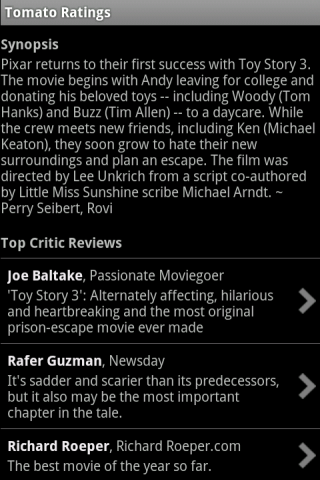 Tomato Ratings
Synopsis
Pixar returns to their first success with Toy Story 3.
The movie begins with Andy leaving for college and
donating his beloved toys -- including Woody (Tom
Hanks) and Buzz (Tim Allen) -- to a daycare. While
the crew meets new friends, including Ken (Michael
Keaton), they soon grow to hate their new
surroundings and plan an escape. The film was
directed by Lee Unkrich from a script co-authored
by Little Miss Sunshine scribe Michael Arndt. ~
Perry Seibert, Rovi
Top Critic Reviews
Joe Baltake, Passionate Moviegoer
'Toy Story 3': Alternately affecting, hilarious
and heartbreaking and the most original
prison-escape movie ever made
Rafer Guzman, Newsday
It's sadder and scarier than its predecessors,
but it also may be the most important
chapter in the tale.
Richard Roeper, Richard Roeper.com
The best movie of the year so far.